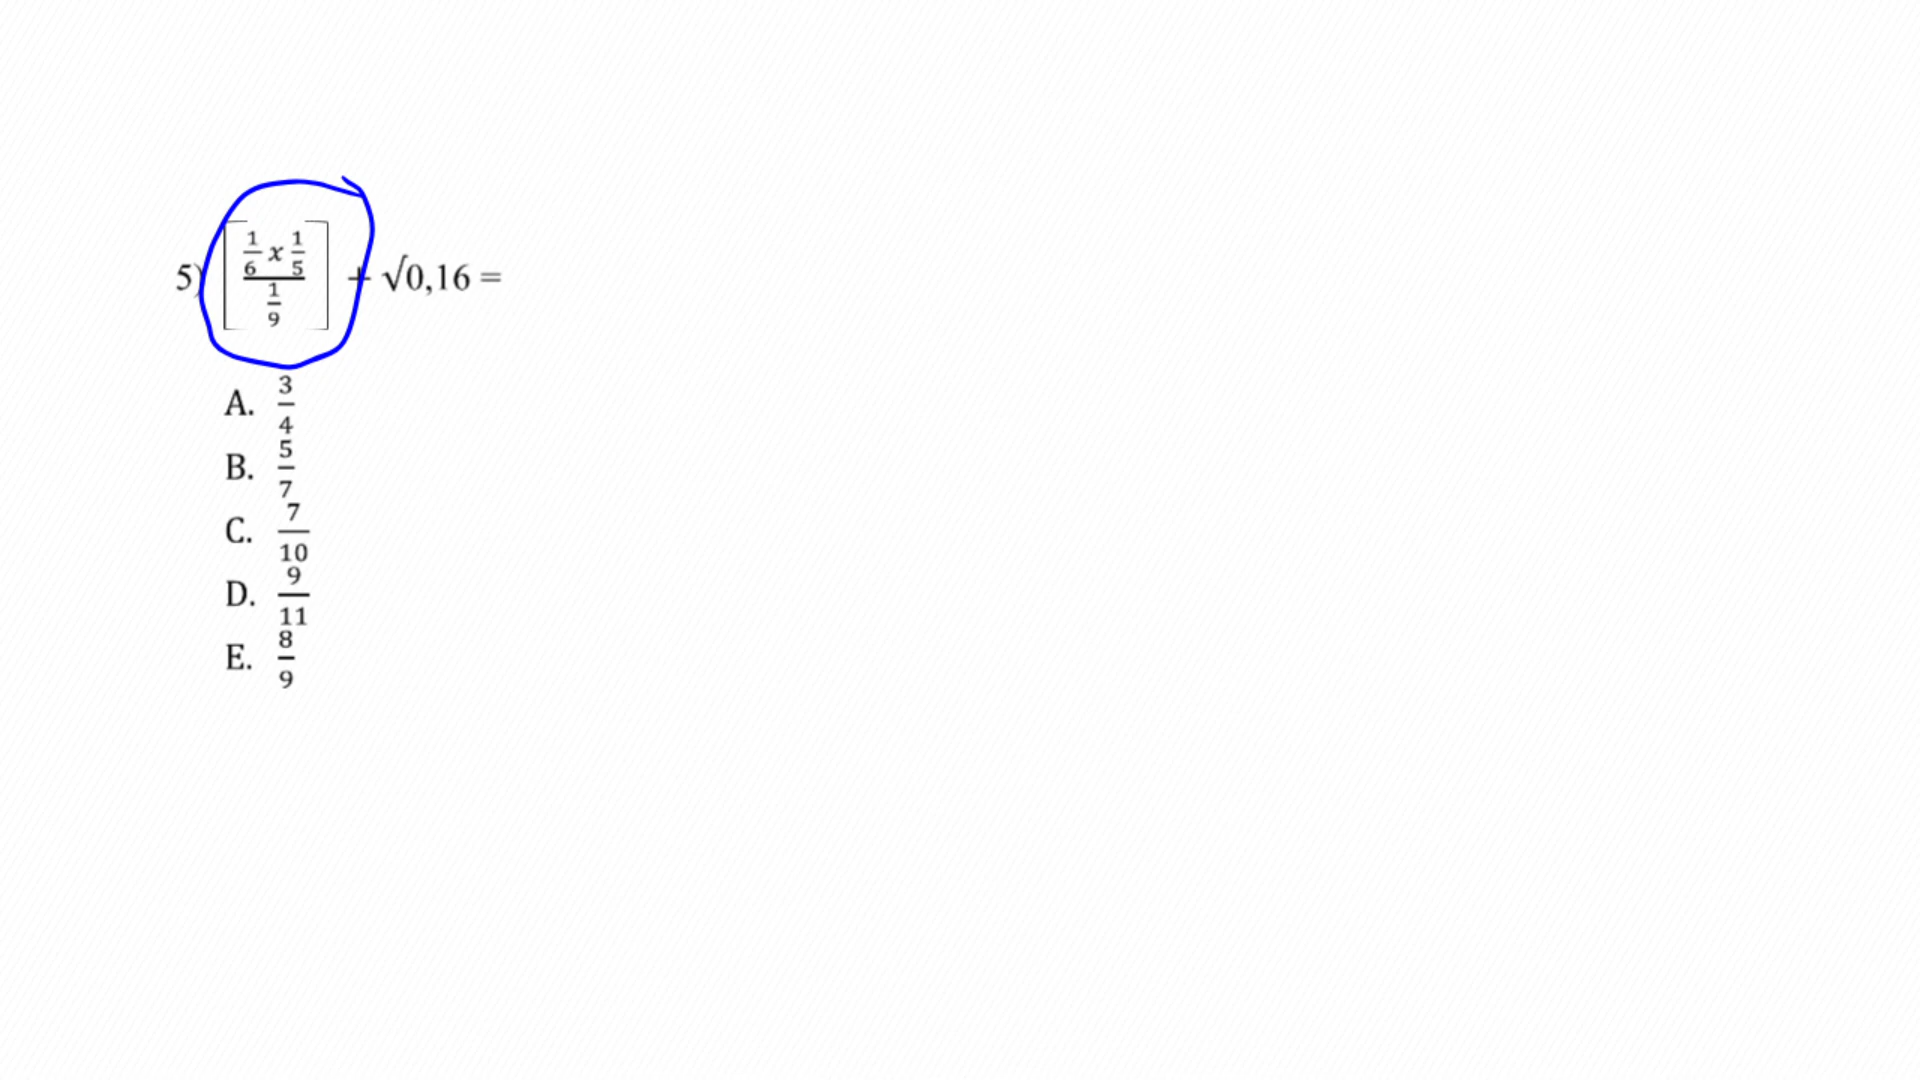 5) [ (1/6 x 1/5) / (1/9) ] + √0,16 =
A. 3/4
B. 5/7
C. 7/10
D. 9/11
E. 8/9